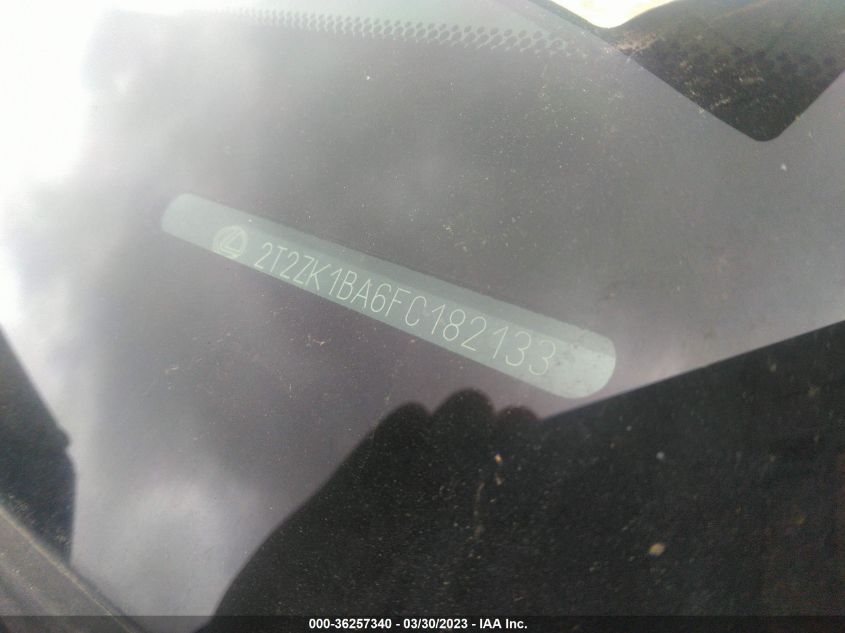 2T2ZK1BA6FC182133
000-36257340 - 03/30/2023 - IAA Inc.